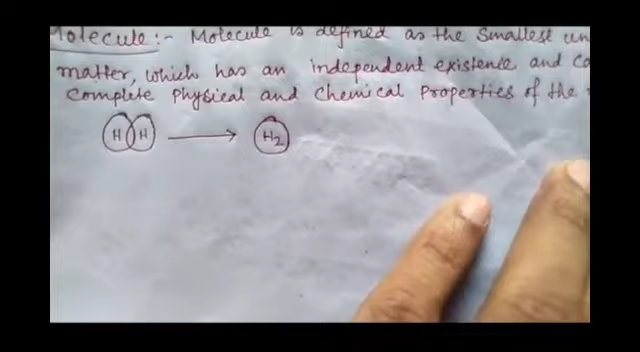 Molecule:- Molecule is defined as the Smallest
matter, which has an independent existence and
Complete Physical and Chemical Properties of the
H H → H2